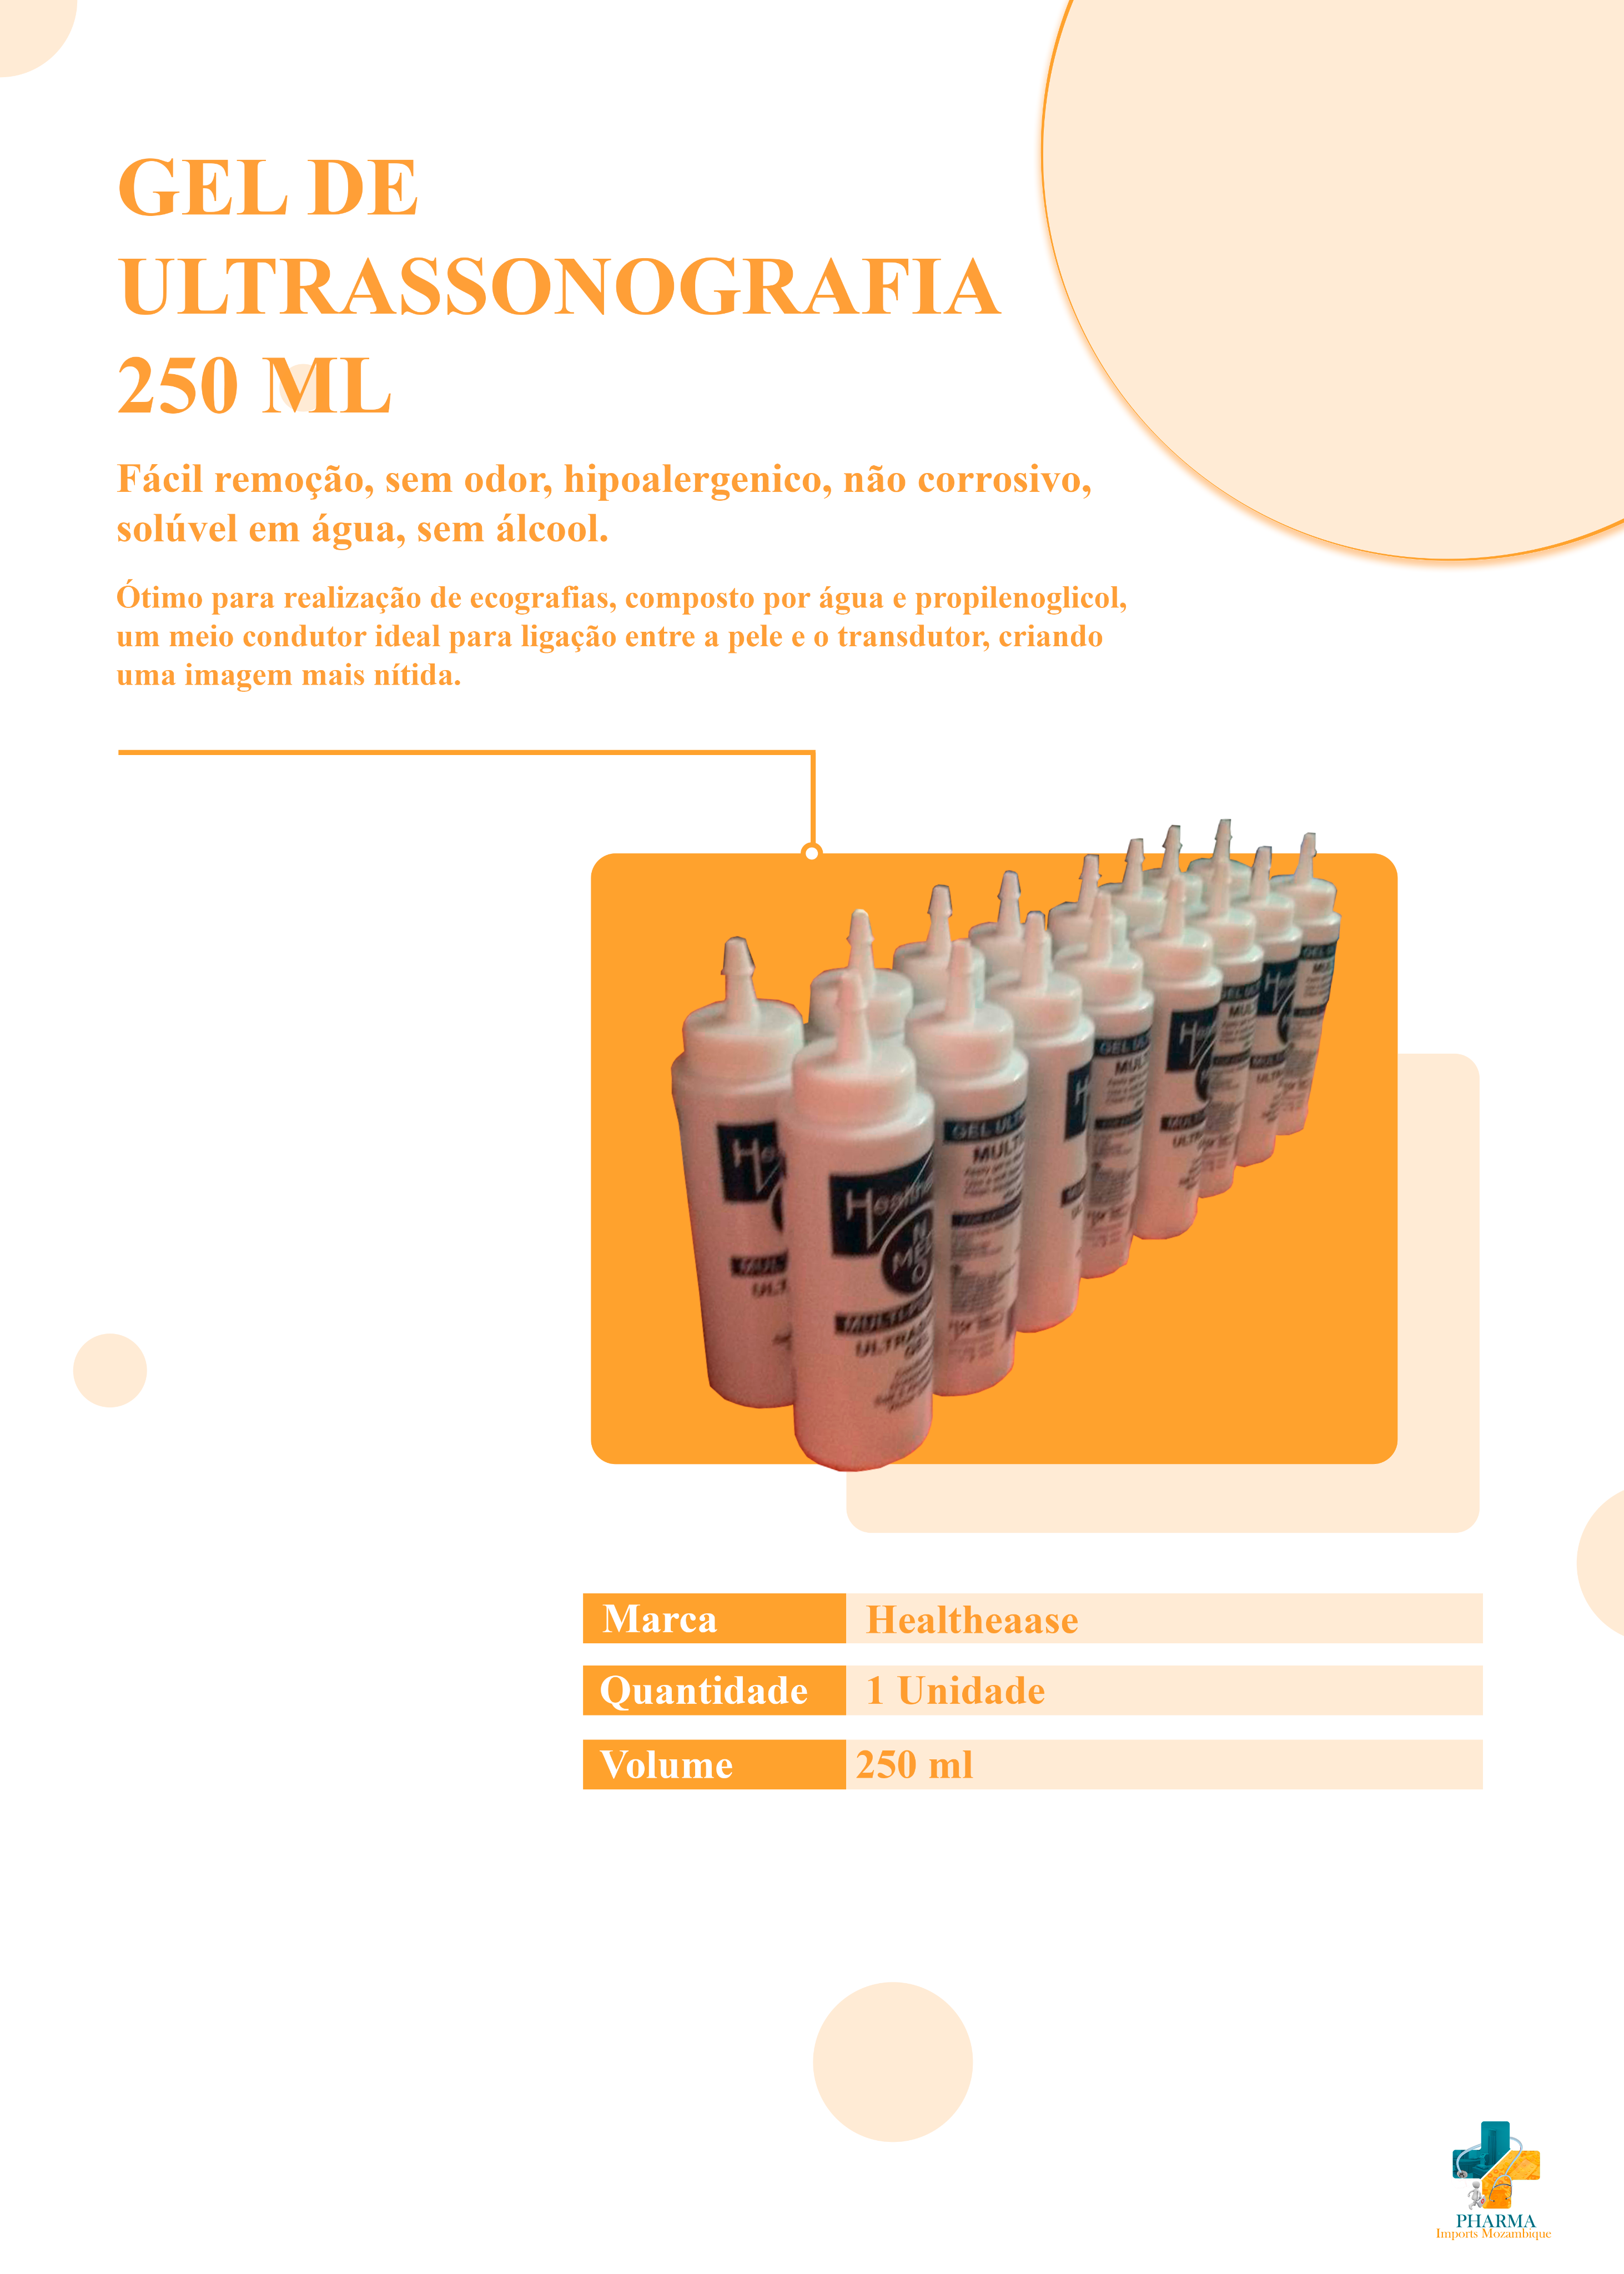 GEL DE
ULTRASSONOGRAFIA
250 ML
Fácil remoção, sem odor, hipoalergenico, não corrosivo,
solúvel em água, sem álcool.
Ótimo para realização de ecografias, composto por água e propilenoglicol,
um meio condutor ideal para ligação entre a pele e o transdutor, criando
uma imagem mais nítida.
GEL
MULTI
Marca Healtheaase
Quantidade 1 Unidade
Volume 250 ml
PHARMA
Imports Mozambique